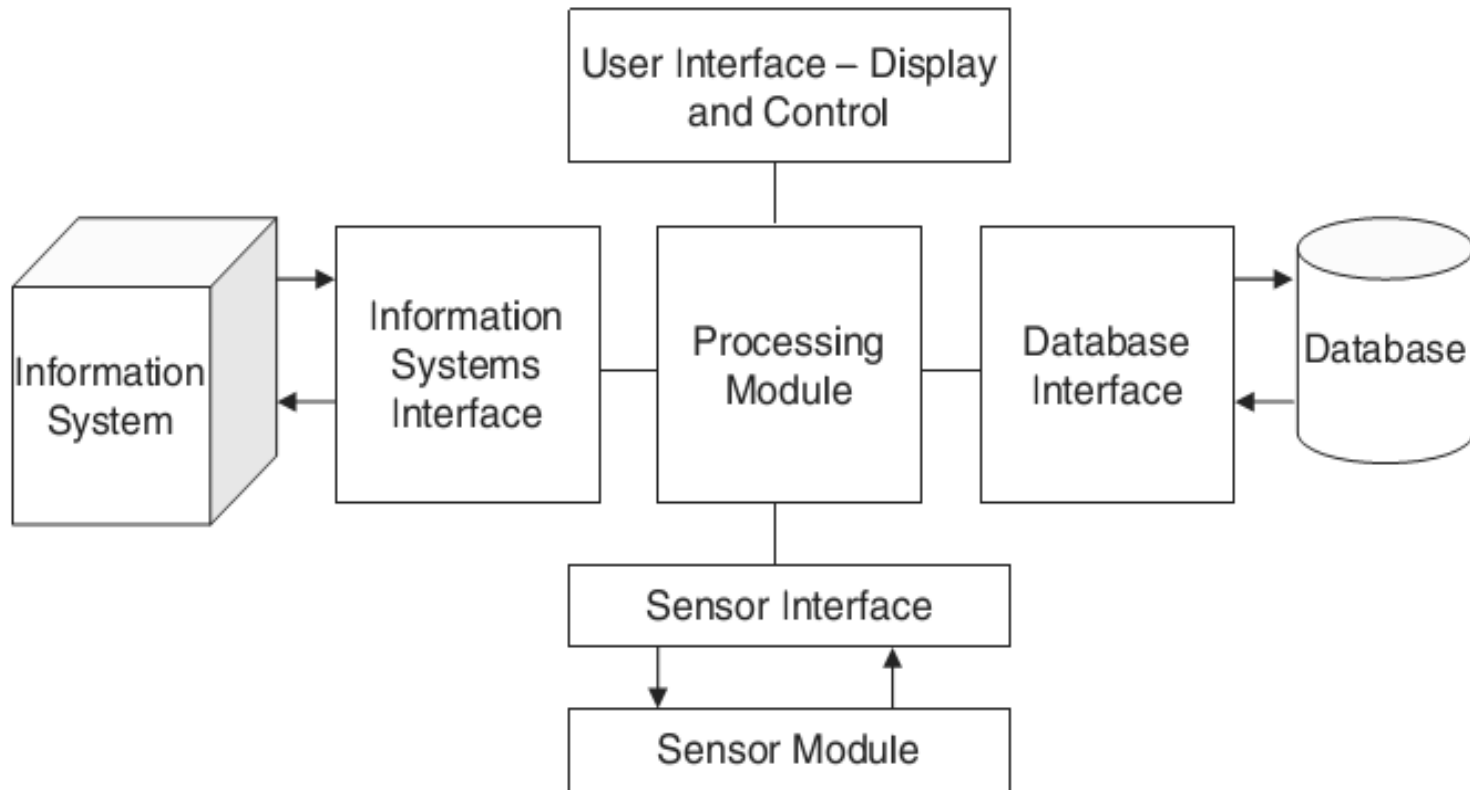 User Interface – Display
and Control
Information
System
Information
Systems
Interface
Processing
Module
Database
Interface
Database
Sensor Interface
Sensor Module